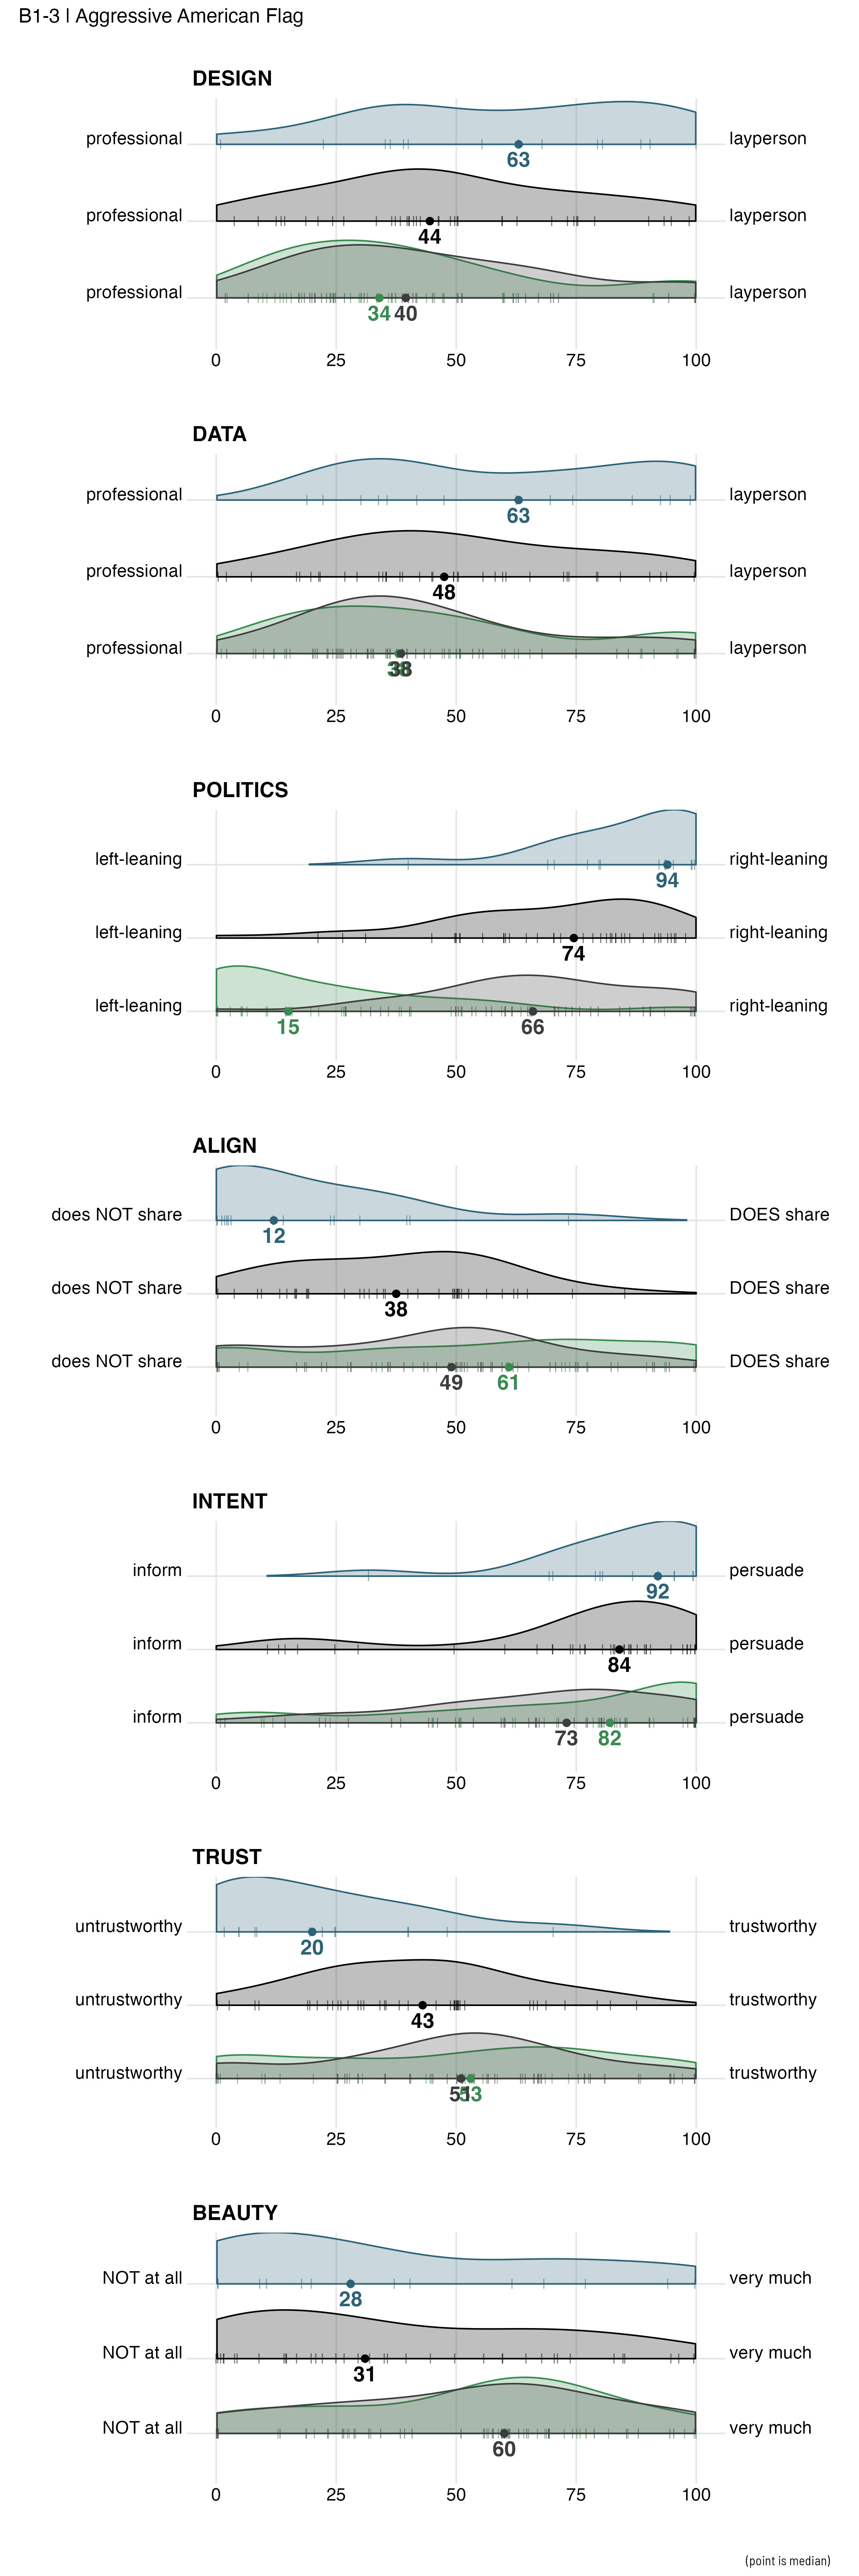 B1-3 | Aggressive American Flag
DESIGN
professional layperson
63
professional layperson
44
professional layperson
34 40
0 25 50 75 100
DATA
professional layperson
63
professional layperson
48
professional layperson
38
0 25 50 75 100
POLITICS
left-leaning right-leaning
94
left-leaning right-leaning
74
left-leaning right-leaning
15 66
0 25 50 75 100
ALIGN
does NOT share DOES share
12
does NOT share DOES share
38
does NOT share DOES share
49 61
0 25 50 75 100
INTENT
inform persuade
92
inform persuade
84
inform persuade
73 82
0 25 50 75 100
TRUST
untrustworthy trustworthy
20
untrustworthy trustworthy
43
untrustworthy trustworthy
51 53
0 25 50 75 100
BEAUTY
NOT at all very much
28
NOT at all very much
31
NOT at all very much
60
0 25 50 75 100
(point is median)